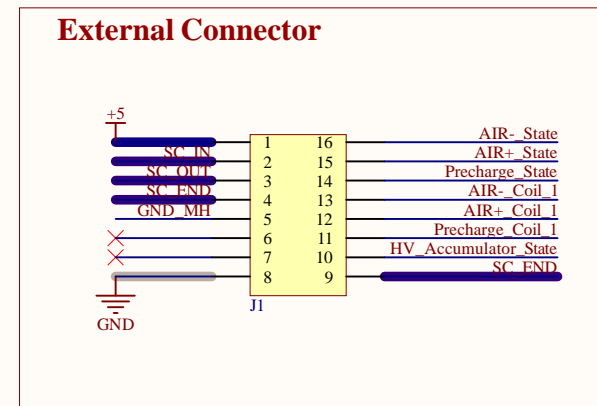 External Connector
+5
1 16 AIR-_State
SC_IN 2 15 AIR+_State
SC_OUT 3 14 Precharge_State
SC_END 4 13 AIR-_Coil_1
GND_MH 5 12 AIR+_Coil_1
6 11 Precharge_Coil_1
7 10 HV_Accumulator_State
8 9 SC_END
J1
GND